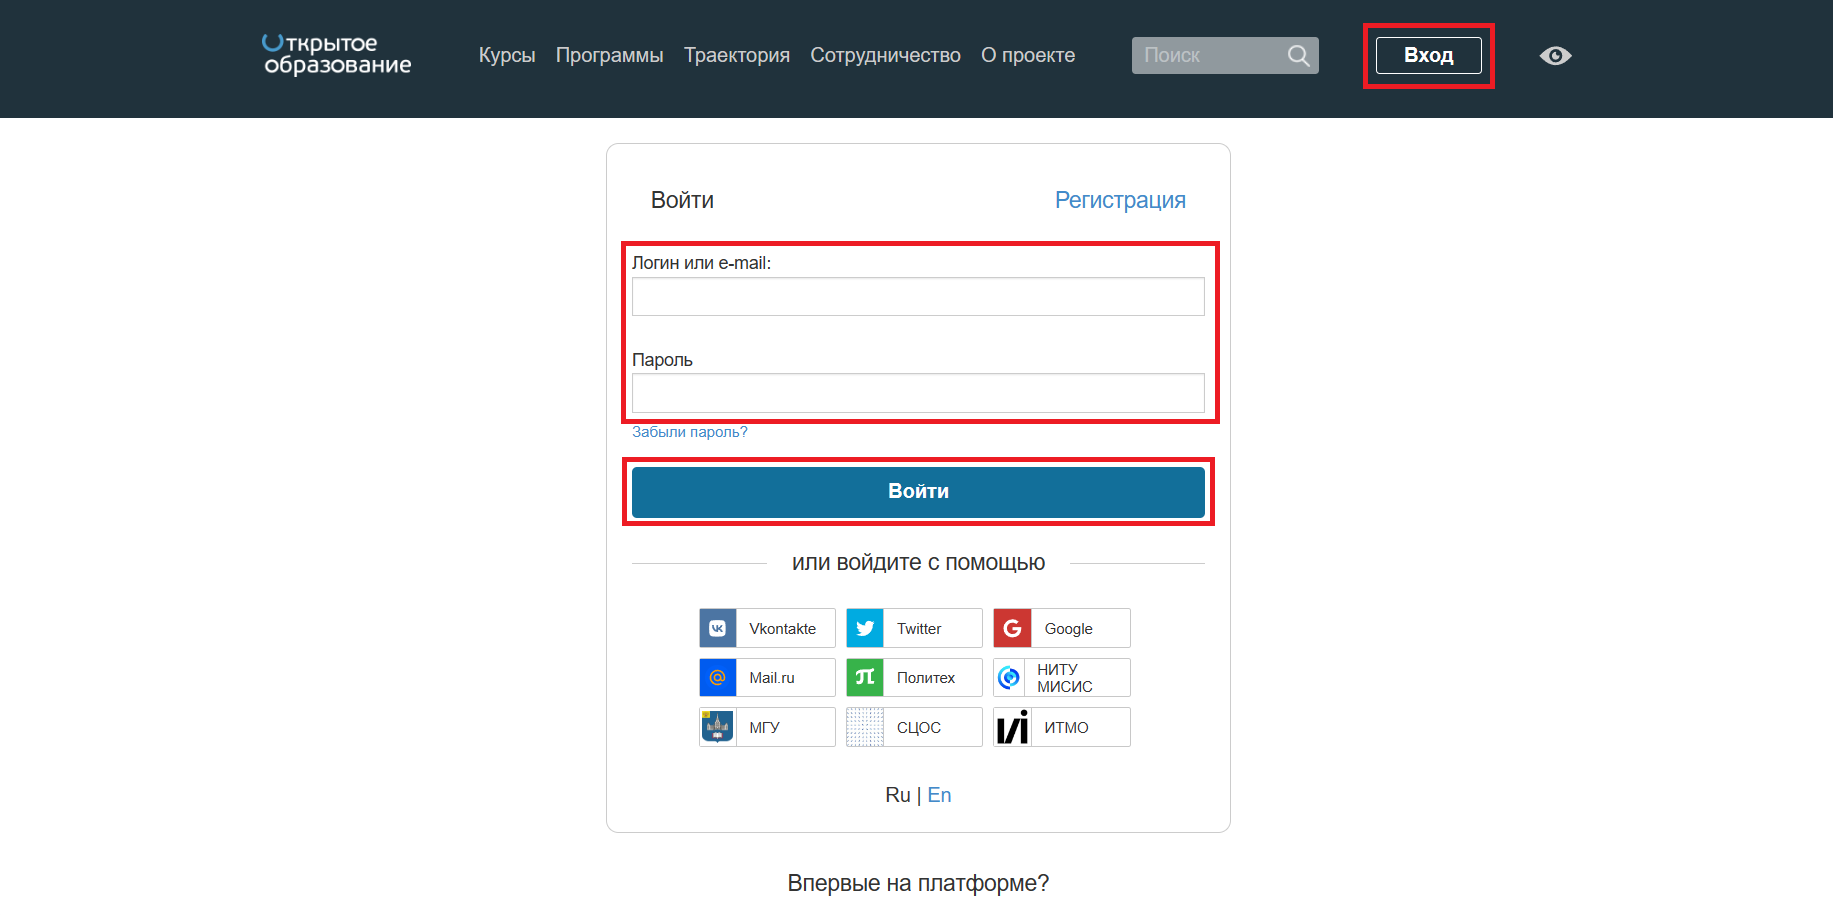 Открытое
образование
Курсы Программы Траектория Сотрудничество О проекте Поиск Вход
Войти Регистрация
Логин или e-mail:
Пароль
Забыли пароль?
Войти
или войдите с помощью
Vkontakte Twitter Google
Mail.ru Политех НИТУ МИСИС
МГУ СЦОС ИТМО
Ru | En
Впервые на платформе?